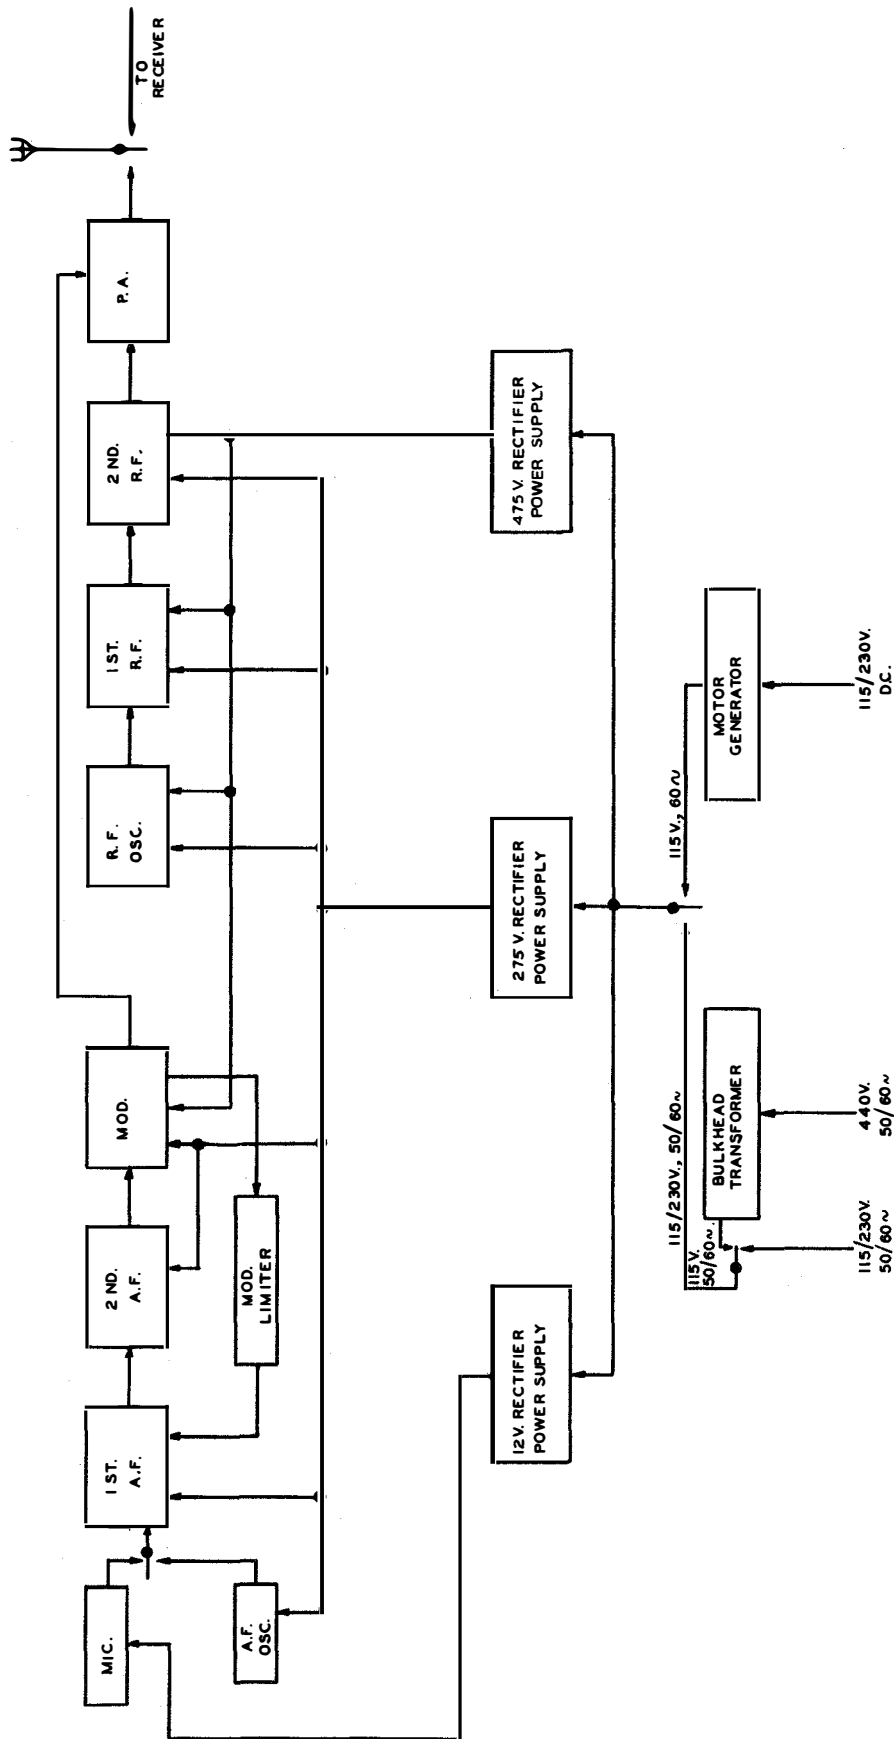 MIC.
A.F.
OSC.
1 ST.
A.F.
2 ND.
A.F.
MOD.
LIMITER
MOD.
R. F.
OSC.
1 ST.
R.F.
2 ND.
R.F.
P.A.
TO
RECEIVER
12V. RECTIFIER
POWER SUPPLY
275 V. RECTIFIER
POWER SUPPLY
475 V. RECTIFIER
POWER SUPPLY
115 V.
50/60~.
115/230V., 50/60~
115V., 60~
BULKHEAD
TRANSFORMER
MOTOR
GENERATOR
115/230V.
50/60~
440V.
50/60~
115/230V.
D.C.